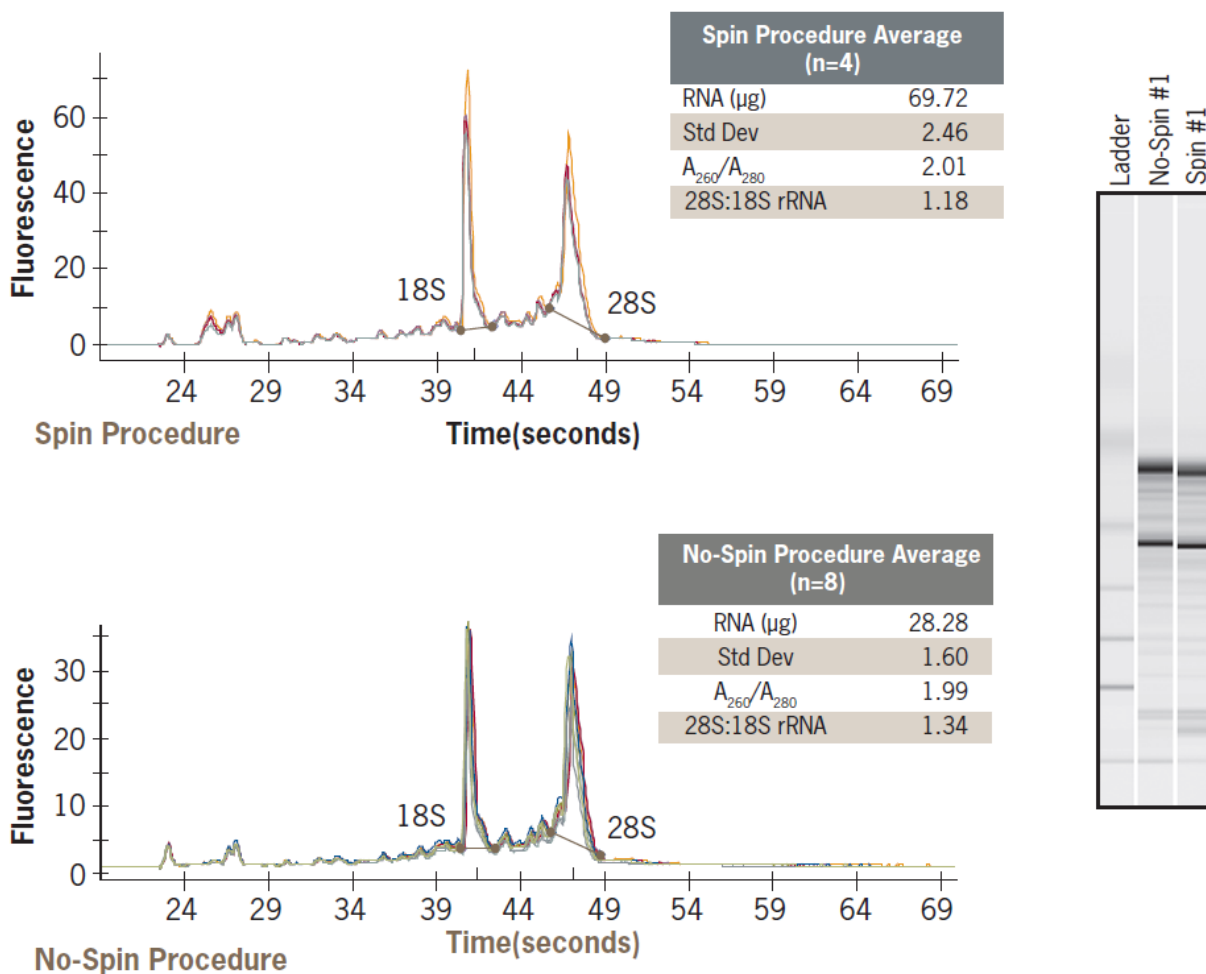 Spin Procedure Average
(n=4)
RNA (µg) 69.72
Std Dev 2.46
A260/A280 2.01
28S:18S rRNA 1.18
Fluorescence
60
40
20
0
18S
28S
24 29 34 39 44 49 54 59 64 69
Spin Procedure
Time(seconds)
No-Spin Procedure Average
(n=8)
RNA (µg) 28.28
Std Dev 1.60
A260/A280 1.99
28S:18S rRNA 1.34
Fluorescence
30
20
10
0
18S
28S
24 29 34 39 44 49 54 59 64 69
Time(seconds)
No-Spin Procedure
Ladder
No-Spin #1
Spin #1